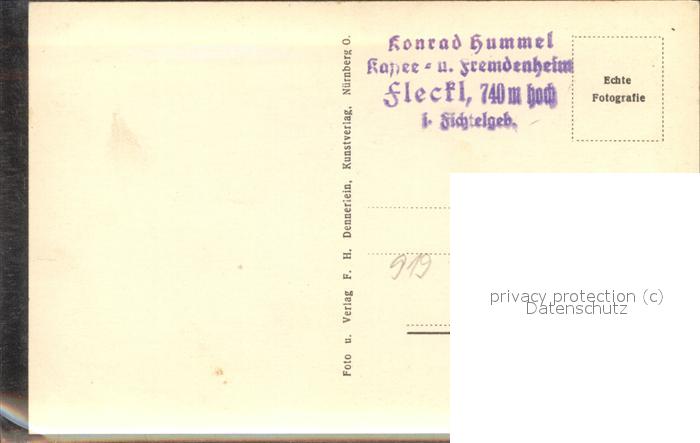 Konrad Hummel
Kaffee- u. Fremdenheim
Fleckl, 740 m hoch
i. Fichtelgeb.
Echte
Fotografie
Foto u. Verlag F. H. Dennerlein, Kunstverlag, Nürnberg O.
919
privacy protection (c)
Datenschutz